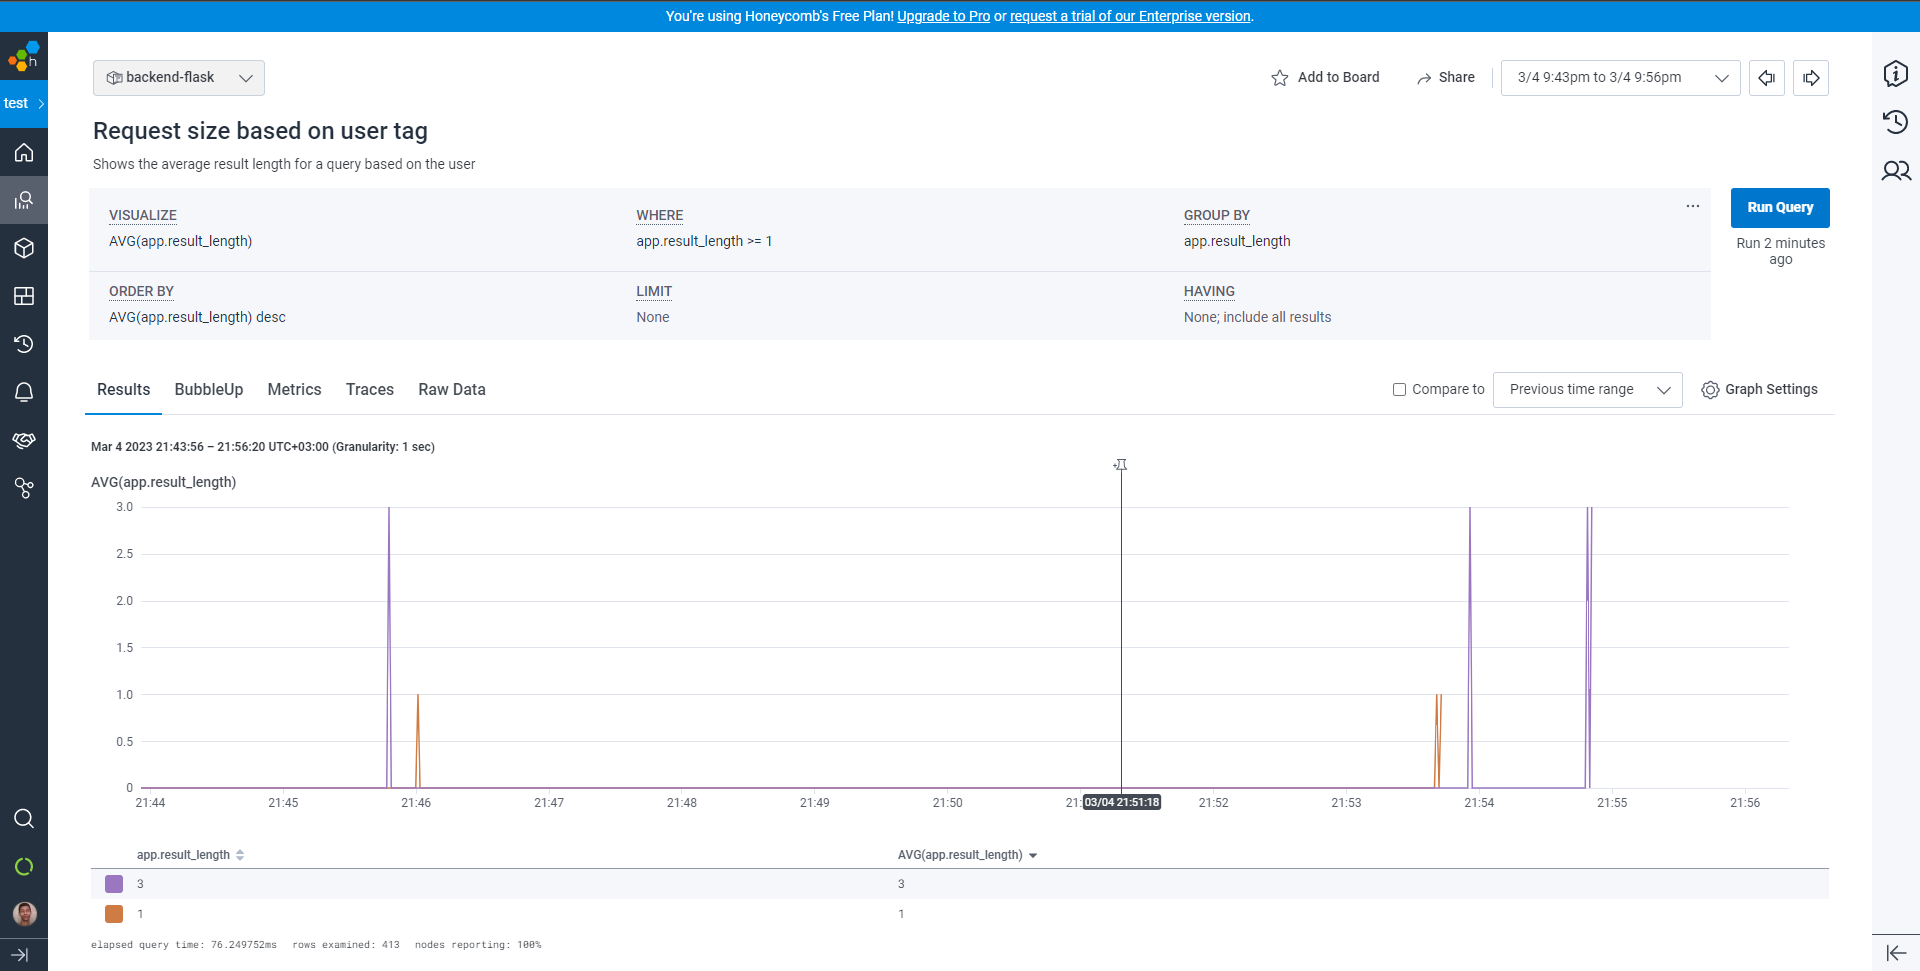 You're using Honeycomb's Free Plan! Upgrade to Pro or request a trial of our Enterprise version.
h
test
backend-flask
Add to Board
Share
3/4 9:43pm to 3/4 9:56pm
Request size based on user tag
Shows the average result length for a query based on the user
VISUALIZE
AVG(app.result_length)
WHERE
app.result_length >= 1
GROUP BY
app.result_length
...
Run Query
Run 2 minutes
ago
ORDER BY
AVG(app.result_length) desc
LIMIT
None
HAVING
None; include all results
Results BubbleUp Metrics Traces Raw Data
Compare to
Previous time range
Graph Settings
Mar 4 2023 21:43:56 – 21:56:20 UTC+03:00 (Granularity: 1 sec)
AVG(app.result_length)
3.0
2.5
2.0
1.5
1.0
0.5
0
21:44 21:45 21:46 21:47 21:48 21:49 21:50 21: 03/04 21:51:18 21:52 21:53 21:54 21:55 21:56
app.result_length AVG(app.result_length)
3 3
1 1
elapsed query time: 76.249752ms rows examined: 413 nodes reporting: 100%